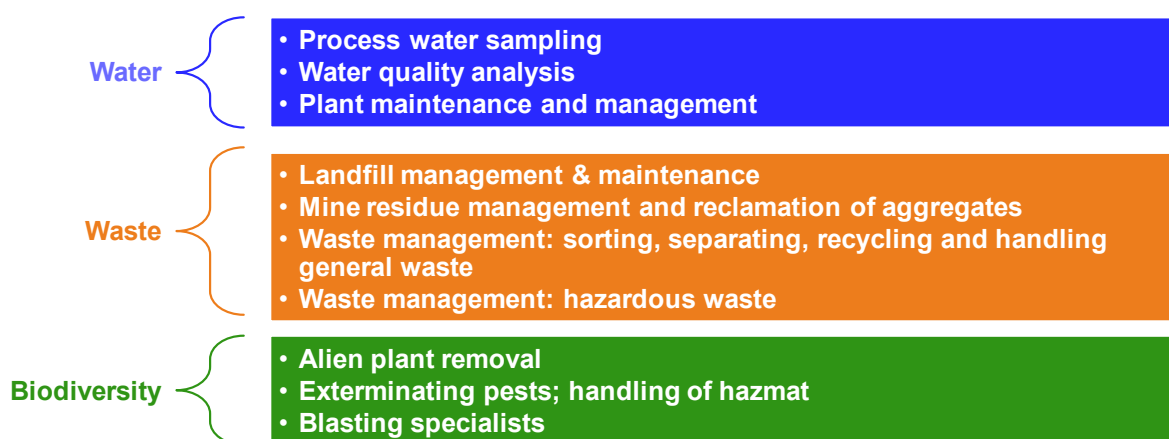 Water
• Process water sampling
• Water quality analysis
• Plant maintenance and management
Waste
• Landfill management & maintenance
• Mine residue management and reclamation of aggregates
• Waste management: sorting, separating, recycling and handling
general waste
• Waste management: hazardous waste
Biodiversity
• Alien plant removal
• Exterminating pests; handling of hazmat
• Blasting specialists